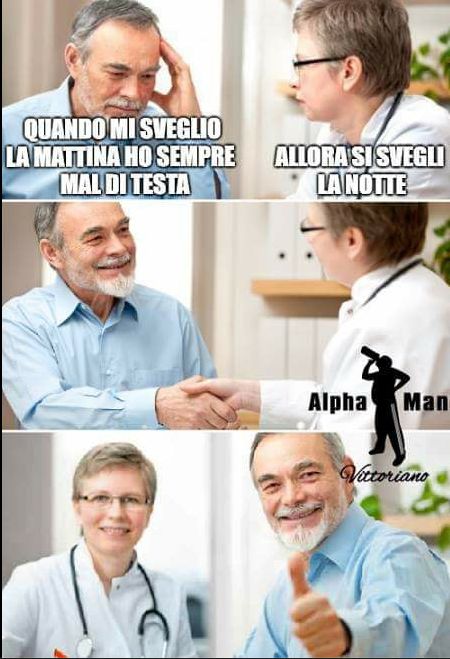 QUANDO MI SVEGLIO
LA MATTINA HO SEMPRE
MAL DI TESTA
ALLORA SI SVEGLI
LA NOTTE
Alpha Man
Vittoriano